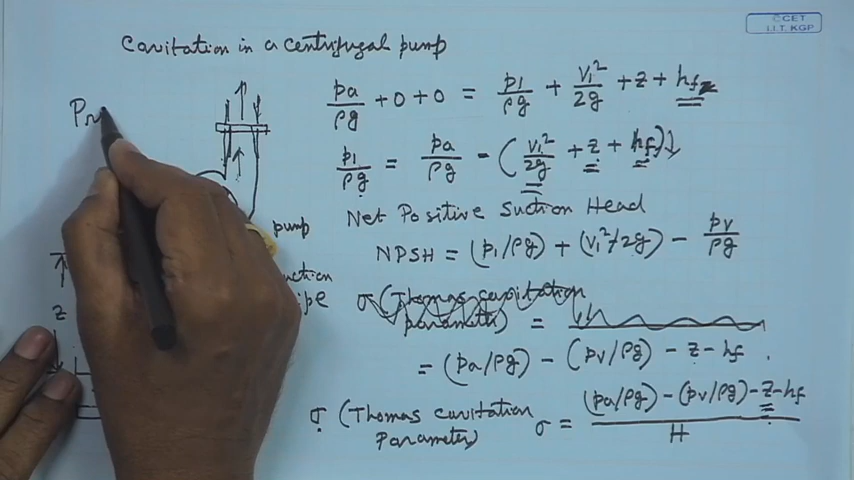 ©CET
I.I.T. KGP
Cavitation in a centrifugal pump
pa/ρg + 0 + 0 = p1/ρg + V1²/2g + z + hf
p1/ρg = pa/ρg - (V1²/2g + z + hf)↓
Net Positive Suction Head
NPSH = (p1/ρg) + (V1²/2g) - pv/ρg
σ (Thomas cavitation
parameter) =
= (pa/ρg) - (pv/ρg) - z - hf .
σ (Thomas cavitation
Parameter) σ = (pa/ρg) - (pv/ρg) - z - hf / H
pump
z